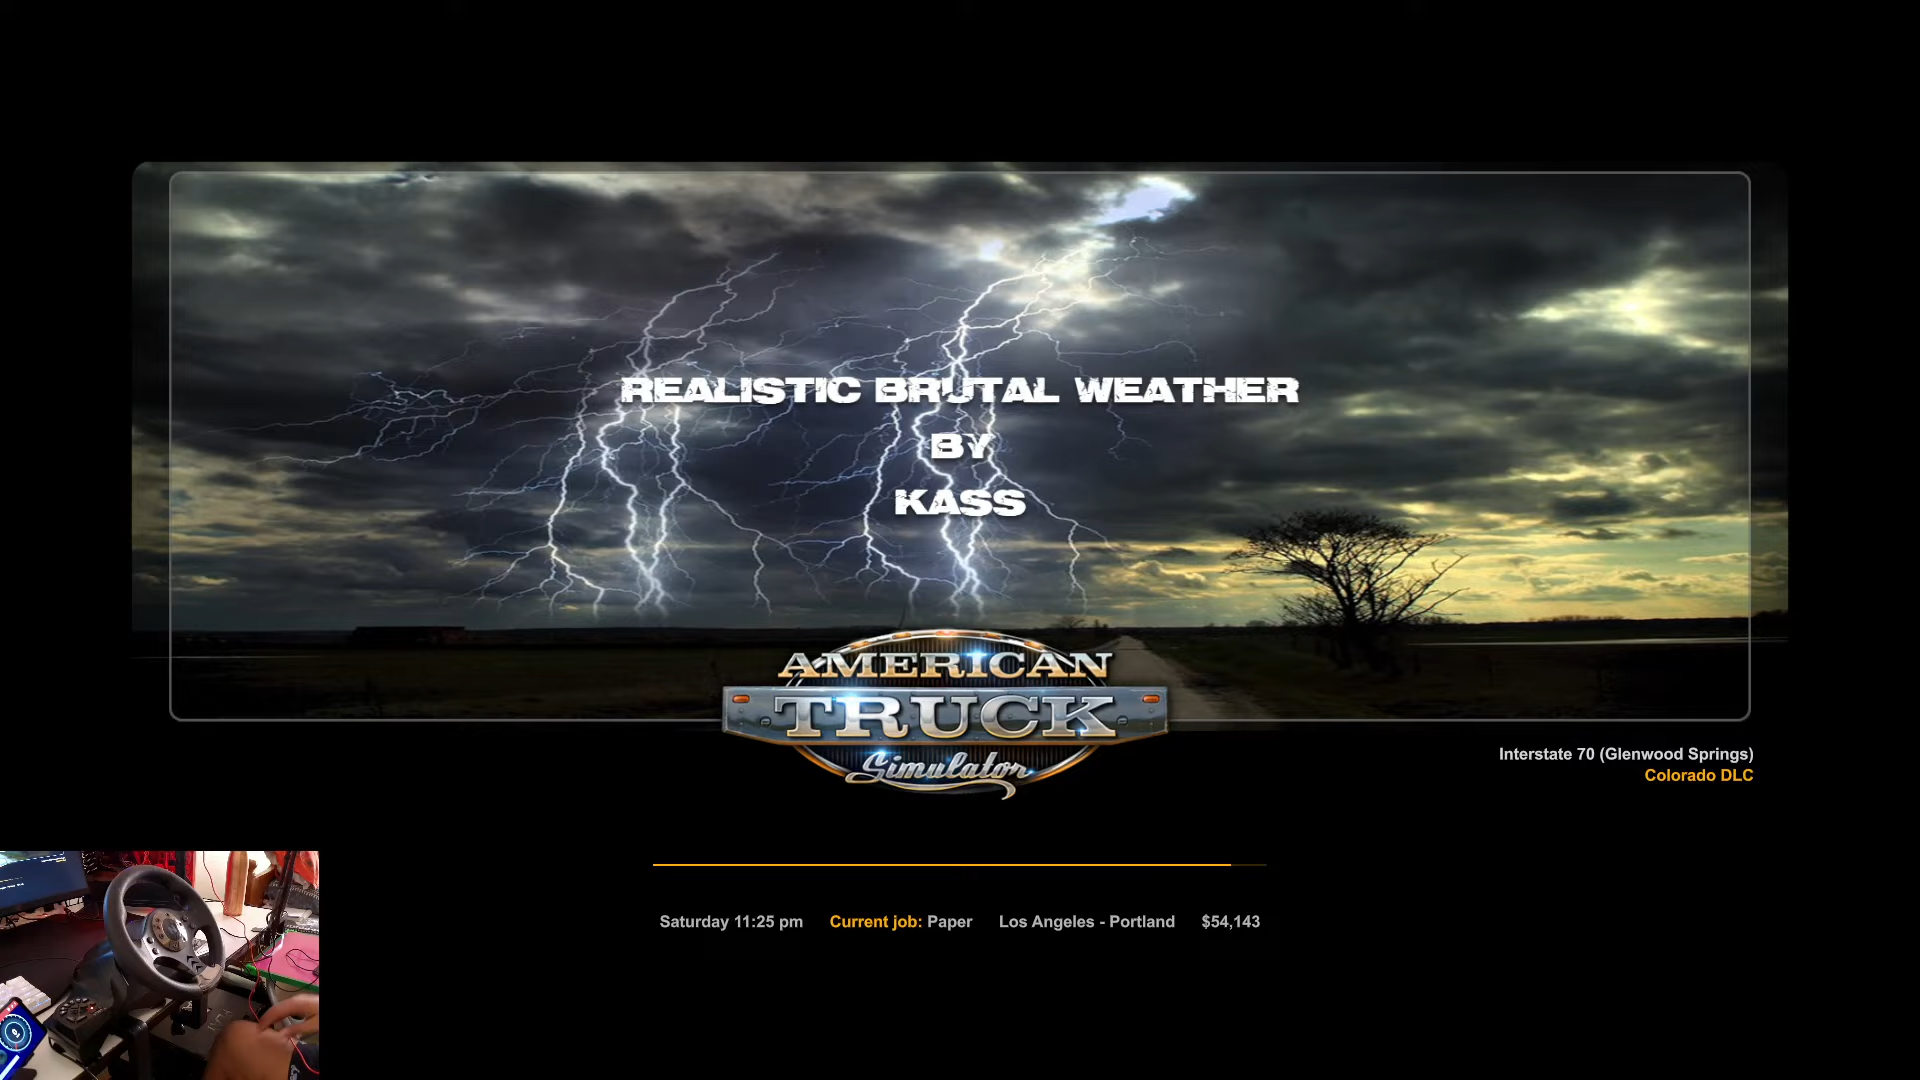 REALISTIC BRUTAL WEATHER
BY
KASS
AMERICAN
TRUCK
Simulator
Interstate 70 (Glenwood Springs)
Colorado DLC
Saturday 11:25 pm Current job: Paper Los Angeles - Portland $54,143